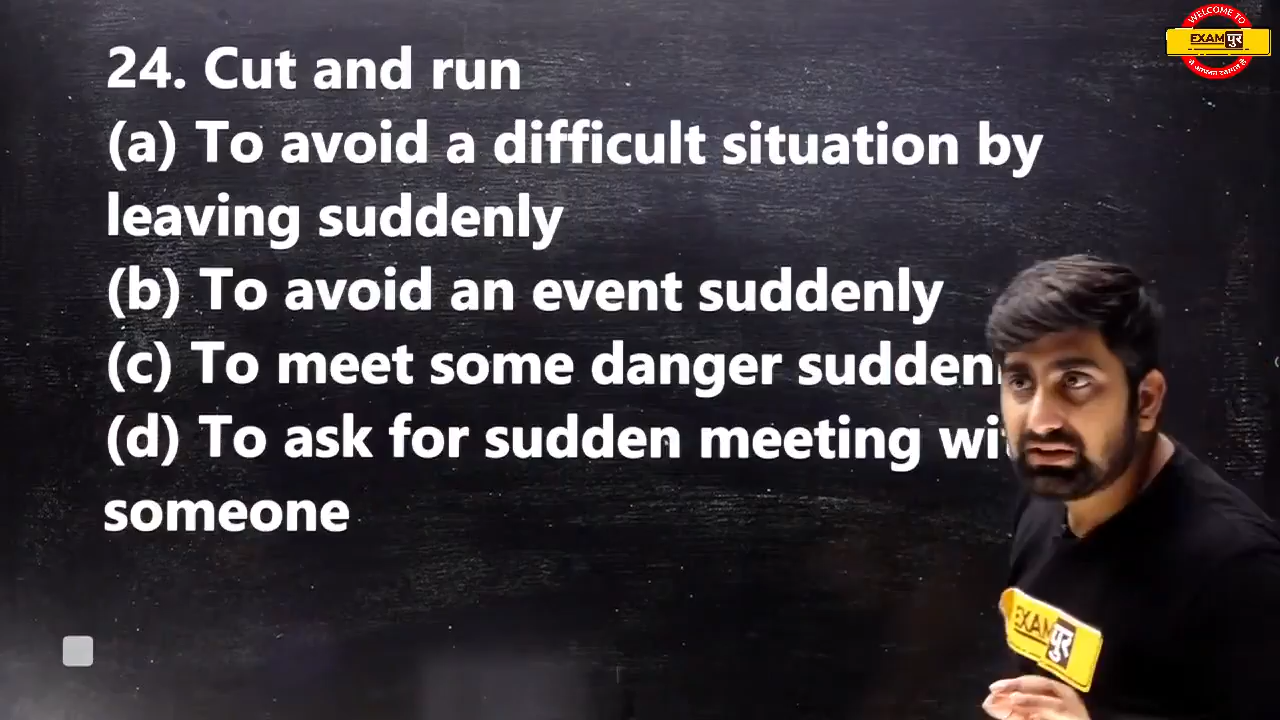 WELCOME TO
EXAMपुर
24. Cut and run
(a) To avoid a difficult situation by
leaving suddenly
(b) To avoid an event suddenly
(c) To meet some danger
(d) To ask for sudden meeting
someone
EXAMपुर